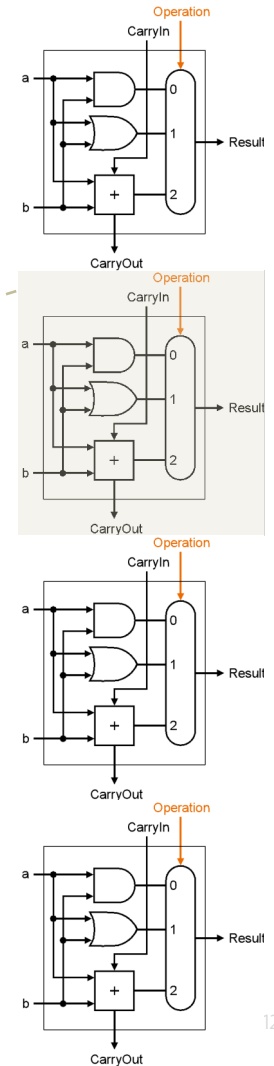 Operation
CarryIn
a
0
1
Result
+
2
b
CarryOut
Operation
CarryIn
a
0
1
Result
+
2
b
CarryOut
Operation
CarryIn
a
0
1
Result
+
2
b
CarryOut
Operation
CarryIn
a
0
1
Result
+
2
b
12
CarryOut